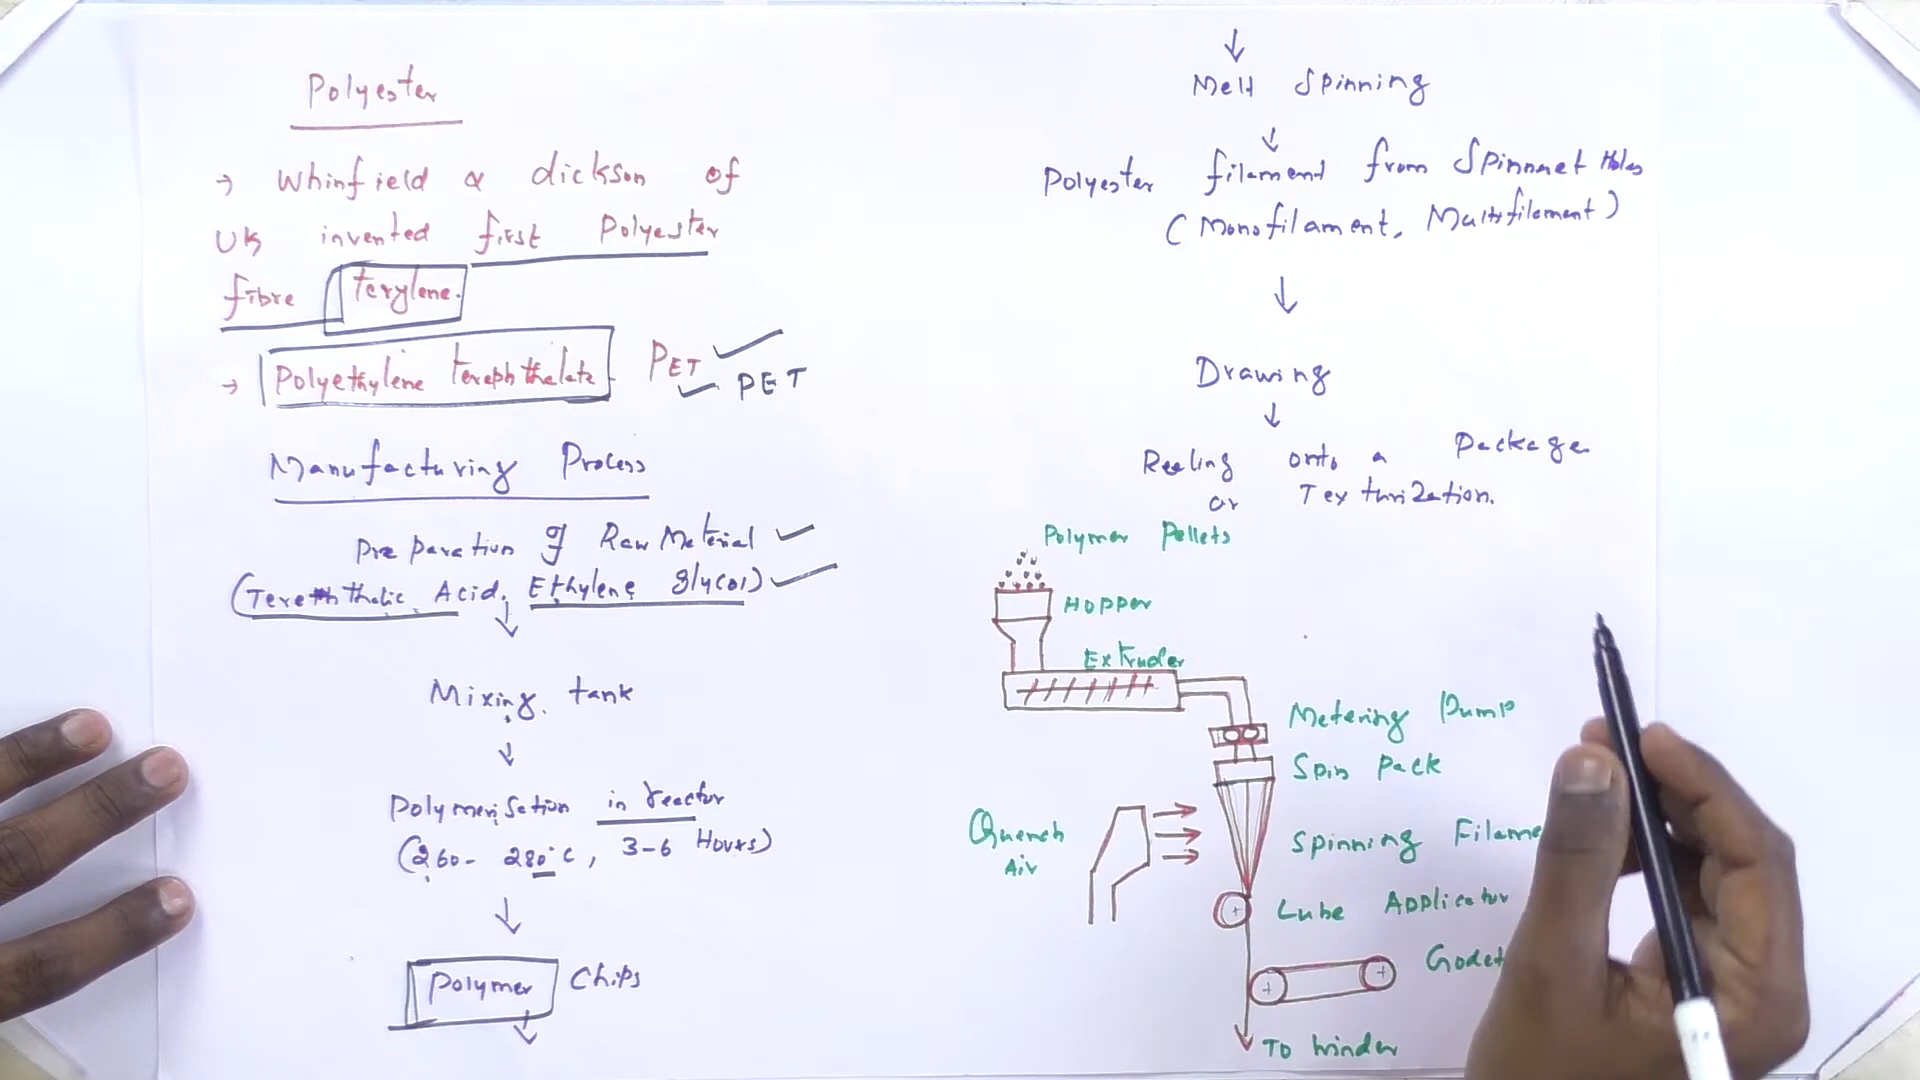 Polyester
→ Whinfield & dickson of
UK invented first Polyester
fibre terylene.
→ Polyethylene terephthalate PET
PET
Manufacturing Process
Preparation of Raw Material
(Terephthalic Acid, Ethylene glycol)
↓
Mixing tank
↓
Polymerisation in reactor
(260-280°C, 3-6 Hours)
↓
Polymer Chips
↓
↓
Melt Spinning
↓
Polyester filament from Spinneret Holes
(Monofilament, Multifilament)
↓
Drawing
↓
Reeling onto a Package
or Texturization.
Polymer Pellets
Hopper
Extruder
Metering Pump
Spin Pack
Quench
Air
Spinning Filame
Lube Applicator
Godet
To Winder